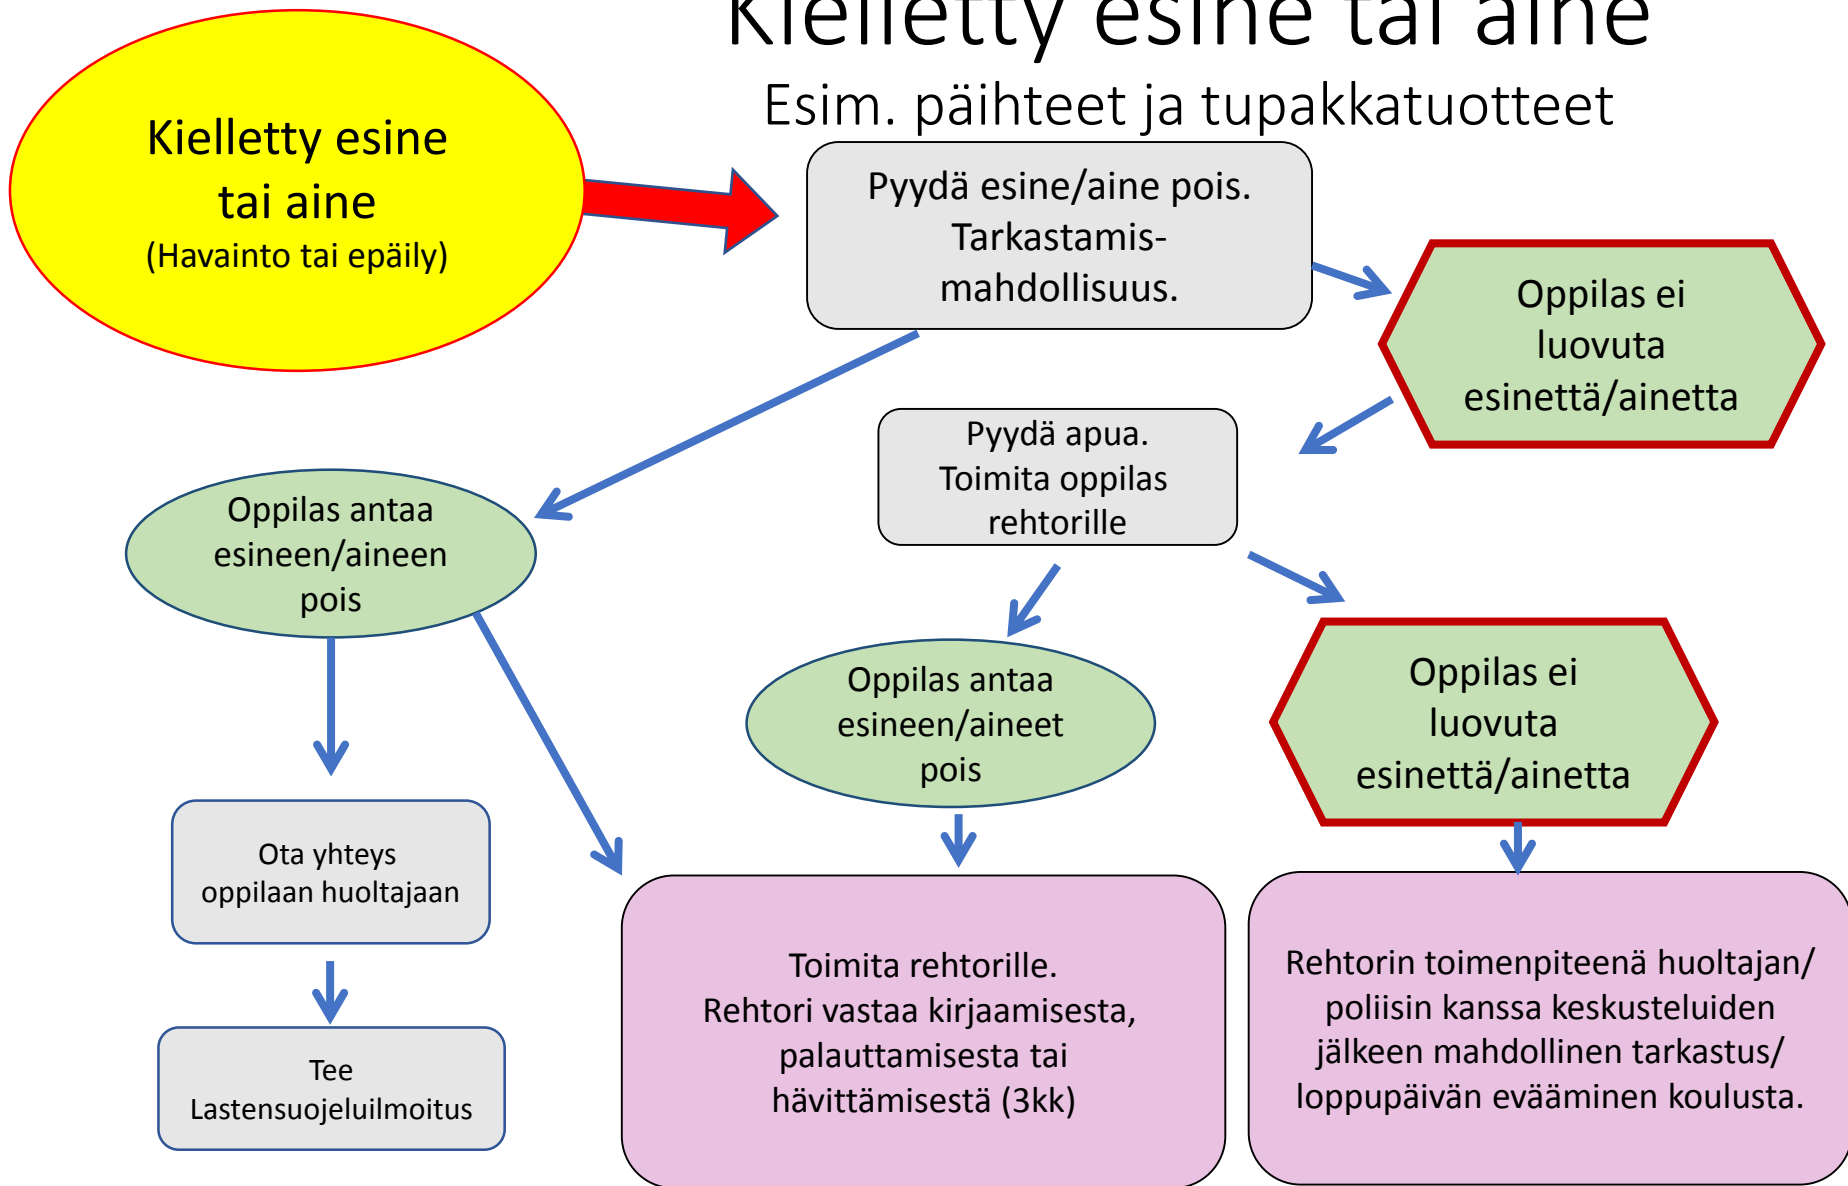 Kielletty esine tai aine
Esim. päihteet ja tupakkatuotteet
Kielletty esine
tai aine
(Havainto tai epäily)
Pyydä esine/aine pois.
Tarkastamis-
mahdollisuus.
Oppilas ei
luovuta
esinettä/ainetta
Pyydä apua.
Toimita oppilas
rehtorille
Oppilas antaa
esineen/aineen
pois
Oppilas antaa
esineen/aineet
pois
Oppilas ei
luovuta
esinettä/ainetta
Ota yhteys
oppilaan huoltajaan
Tee
Lastensuojeluilmoitus
Toimita rehtorille.
Rehtori vastaa kirjaamisesta,
palauttamisesta tai
hävittämisestä (3kk)
Rehtorin toimenpiteenä huoltajan/
poliisin kanssa keskusteluiden
jälkeen mahdollinen tarkastus/
loppupäivän evääminen koulusta.